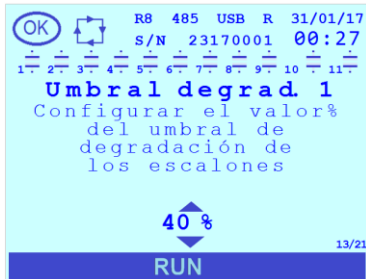 OK R8 485 USB R 31/01/17
S/N 23170001 00:27
1 2 3 4 5 6 7 8 9 10 11
Umbral degrad. 1
Configurar el valor%
del umbral de
degradación de
los escalones
40 %
13/21
RUN